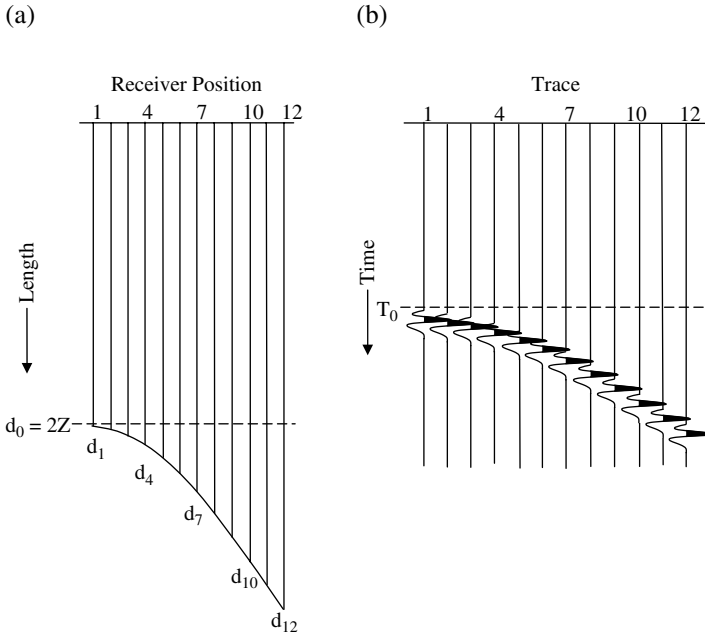 (a)
Receiver Position
1 4 7 10 12
Length
d0 = 2Z
d1
d4
d7
d10
d12
(b)
Trace
1 4 7 10 12
Time
T0